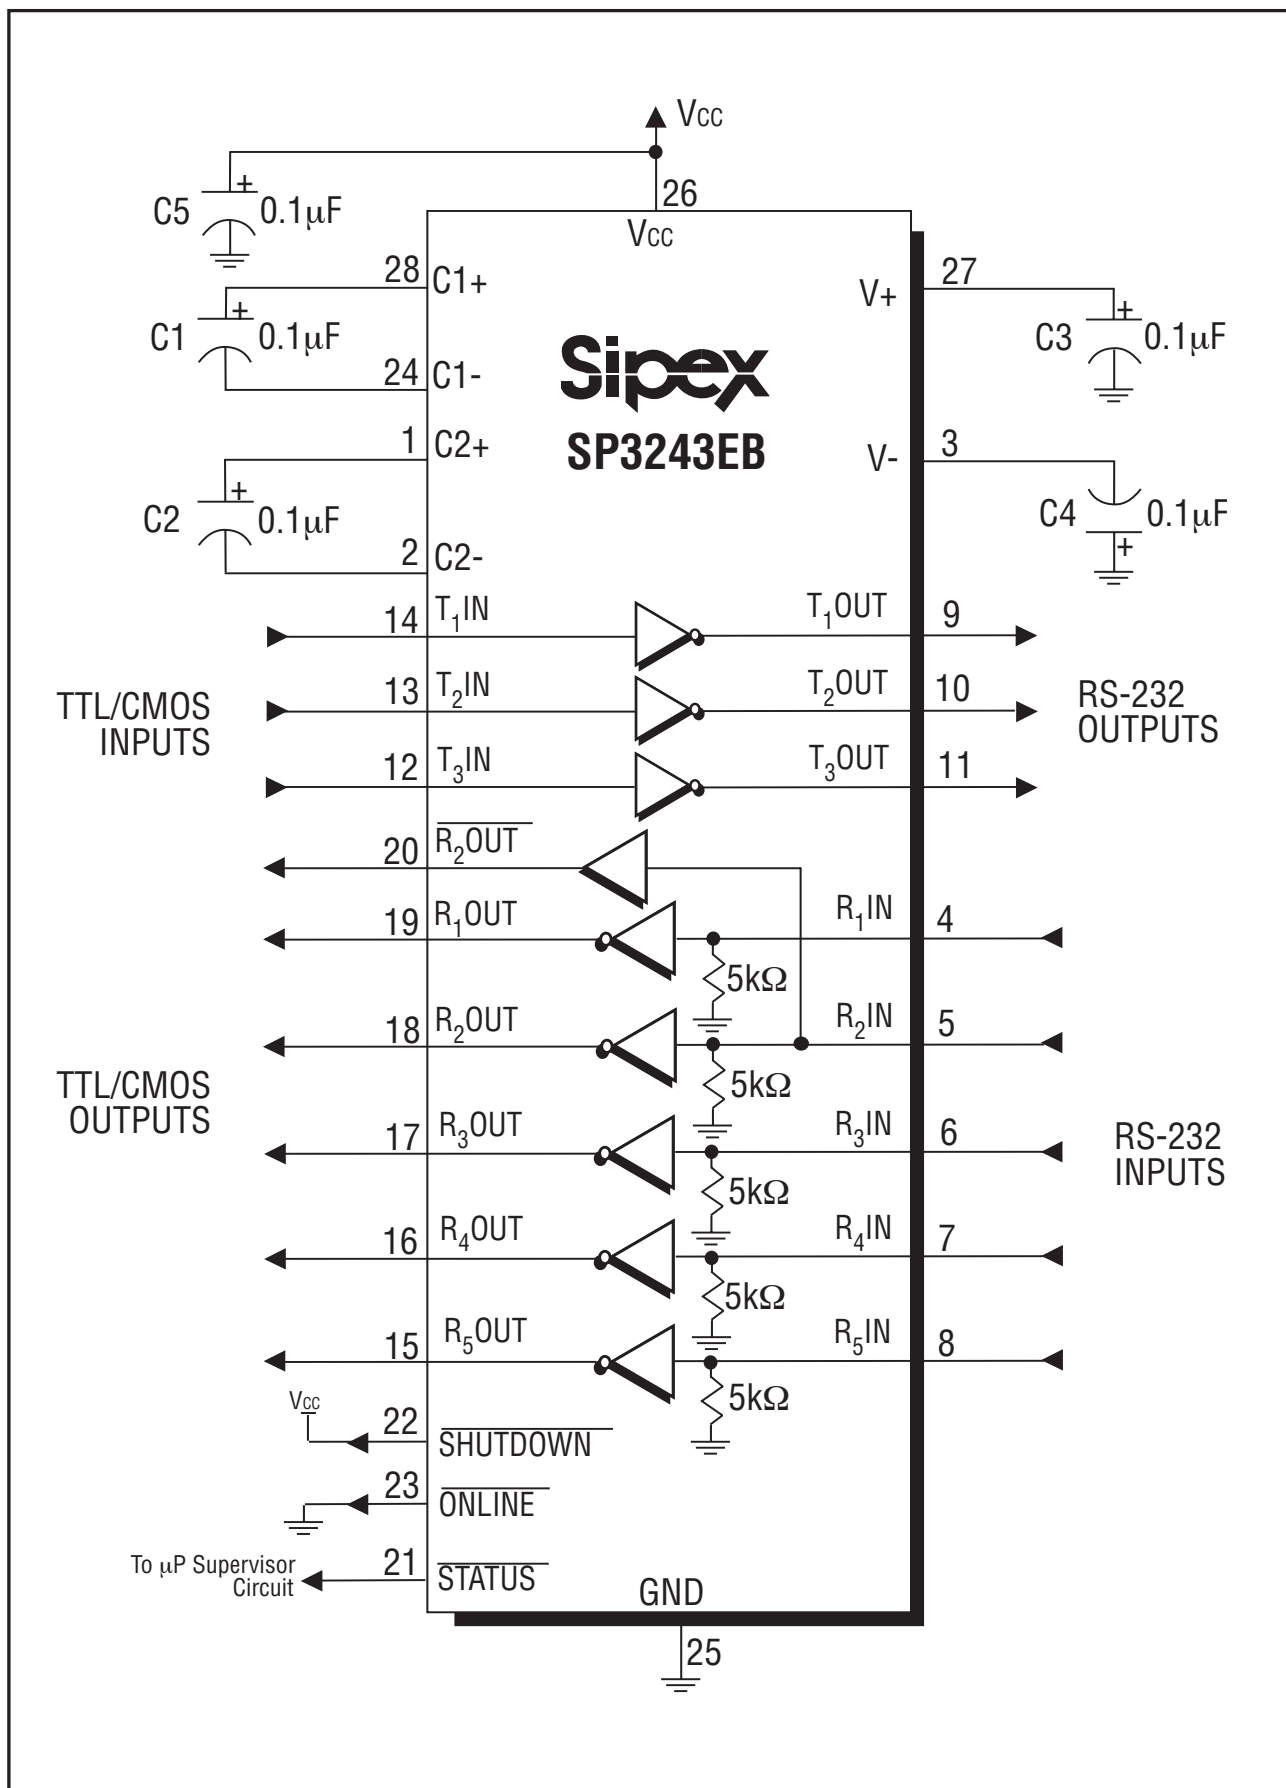 VCC
26
VCC
C5
+
0.1μF
28
C1+
C1
+
0.1μF
24
C1-
1
C2+
C2
+
0.1μF
2
C2-
Sipex
SP3243EB
V+
27
C3
+
0.1μF
V-
3
C4
0.1μF
+
14
T1IN
T1OUT
9
TTL/CMOS
INPUTS
13
T2IN
T2OUT
10
RS-232
OUTPUTS
12
T3IN
T3OUT
11
20
R2OUT
19
R1OUT
R1IN
4
5kΩ
18
R2OUT
R2IN
5
5kΩ
TTL/CMOS
OUTPUTS
17
R3OUT
R3IN
6
5kΩ
RS-232
INPUTS
16
R4OUT
R4IN
7
5kΩ
15
R5OUT
R5IN
8
5kΩ
VCC
22
SHUTDOWN
23
ONLINE
To μP Supervisor
Circuit
21
STATUS
GND
25